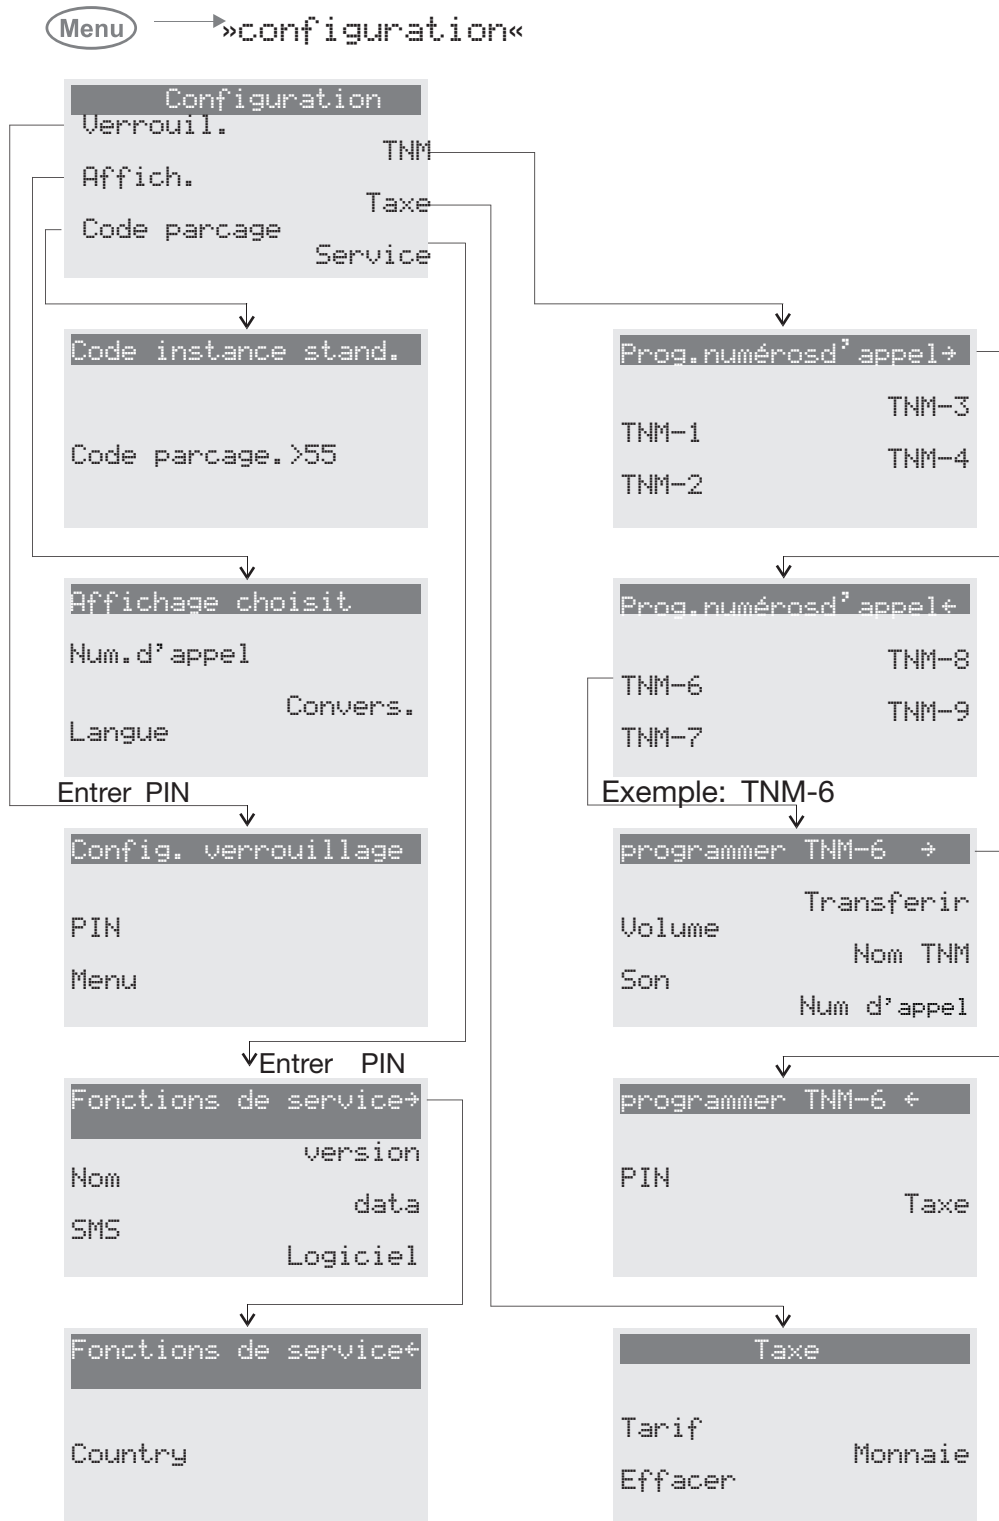 Menu »configuration«
Configuration
Verrouil.
TNM
Affich.
Taxe
Code parcage
Service
Code instance stand.
Code parcage.>55
Affichage choisit
Num.d'appel
Convers.
Langue
Entrer PIN
Config. verrouillage
PIN
Menu
Entrer PIN
Fonctions de service→
version
Nom
data
SMS
Logiciel
Fonctions de service←
Country
Prog.numérosd'appel→
TNM-3
TNM-1
TNM-4
TNM-2
Prog.numérosd'appel←
TNM-8
TNM-6
TNM-9
TNM-7
Exemple: TNM-6
programmer TNM-6 →
Transferir
Volume
Nom TNM
Son
Num d'appel
programmer TNM-6 ←
PIN
Taxe
Taxe
Tarif
Monnaie
Effacer